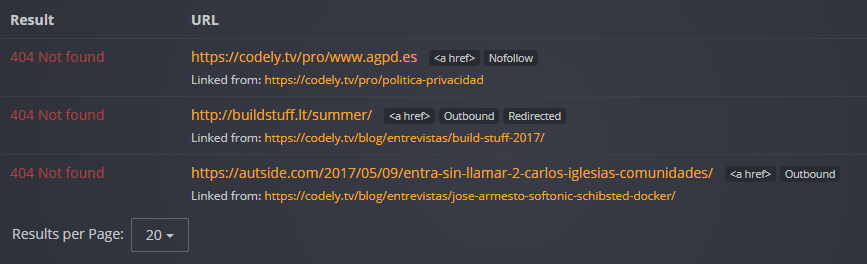 Result URL
404 Not found https://codely.tv/pro/www.agpd.es <a href> Nofollow
Linked from: https://codely.tv/pro/politica-privacidad
404 Not found http://buildstuff.lt/summer/ <a href> Outbound Redirected
Linked from: https://codely.tv/blog/entrevistas/build-stuff-2017/
404 Not found https://autside.com/2017/05/09/entra-sin-llamar-2-carlos-iglesias-comunidades/ <a href> Outbound
Linked from: https://codely.tv/blog/entrevistas/jose-armesto-softonic-schibsted-docker/
Results per Page: 20